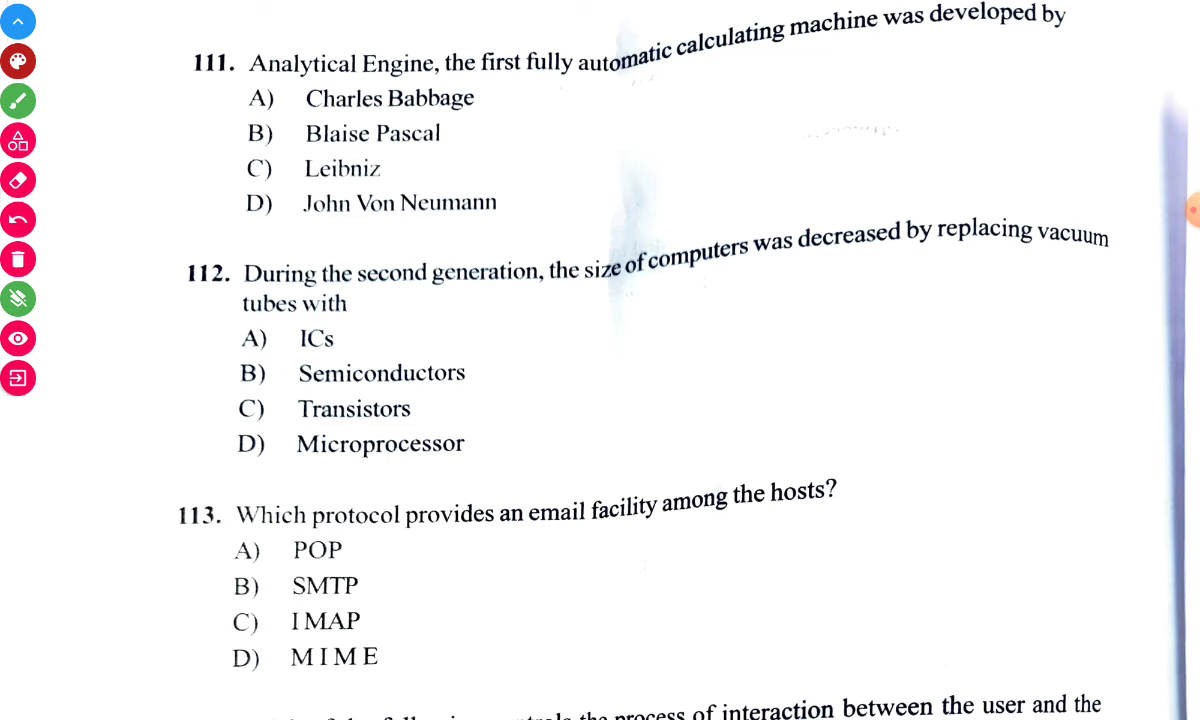 111. Analytical Engine, the first fully automatic calculating machine was developed by
A) Charles Babbage
B) Blaise Pascal
C) Leibniz
D) John Von Neumann
112. During the second generation, the size of computers was decreased by replacing vacuum
tubes with
A) ICs
B) Semiconductors
C) Transistors
D) Microprocessor
113. Which protocol provides an email facility among the hosts?
A) POP
B) SMTP
C) IMAP
D) MIME
the process of interaction between the user and the